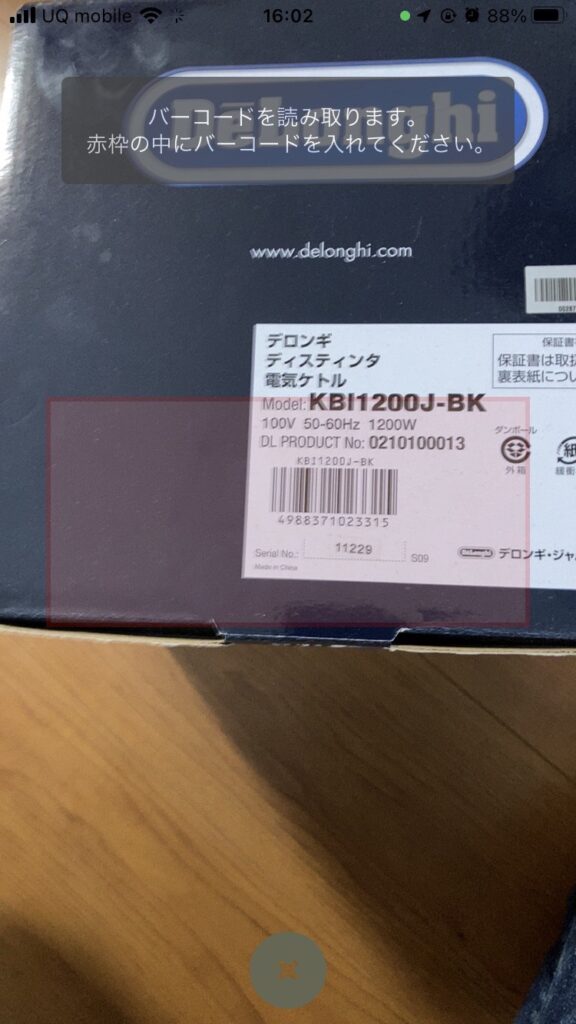 UQ mobile 16:02 88%
バーコードを読み取ります。
赤枠の中にバーコードを入れてください。
DeLonghi
www.delonghi.com
デロンギ
ディスティンタ
電気ケトル
Model: KBI1200J-BK
100V 50-60Hz 1200W
DL PRODUCT No: 0210100013
KBI1200J-BK
4988371023315
Serial No.: 11229 S09
Made in China
保証書
保証書は取扱
裏表紙につい
ダンボール
外箱
紙
緩衝
DeLonghi デロンギ・ジャ